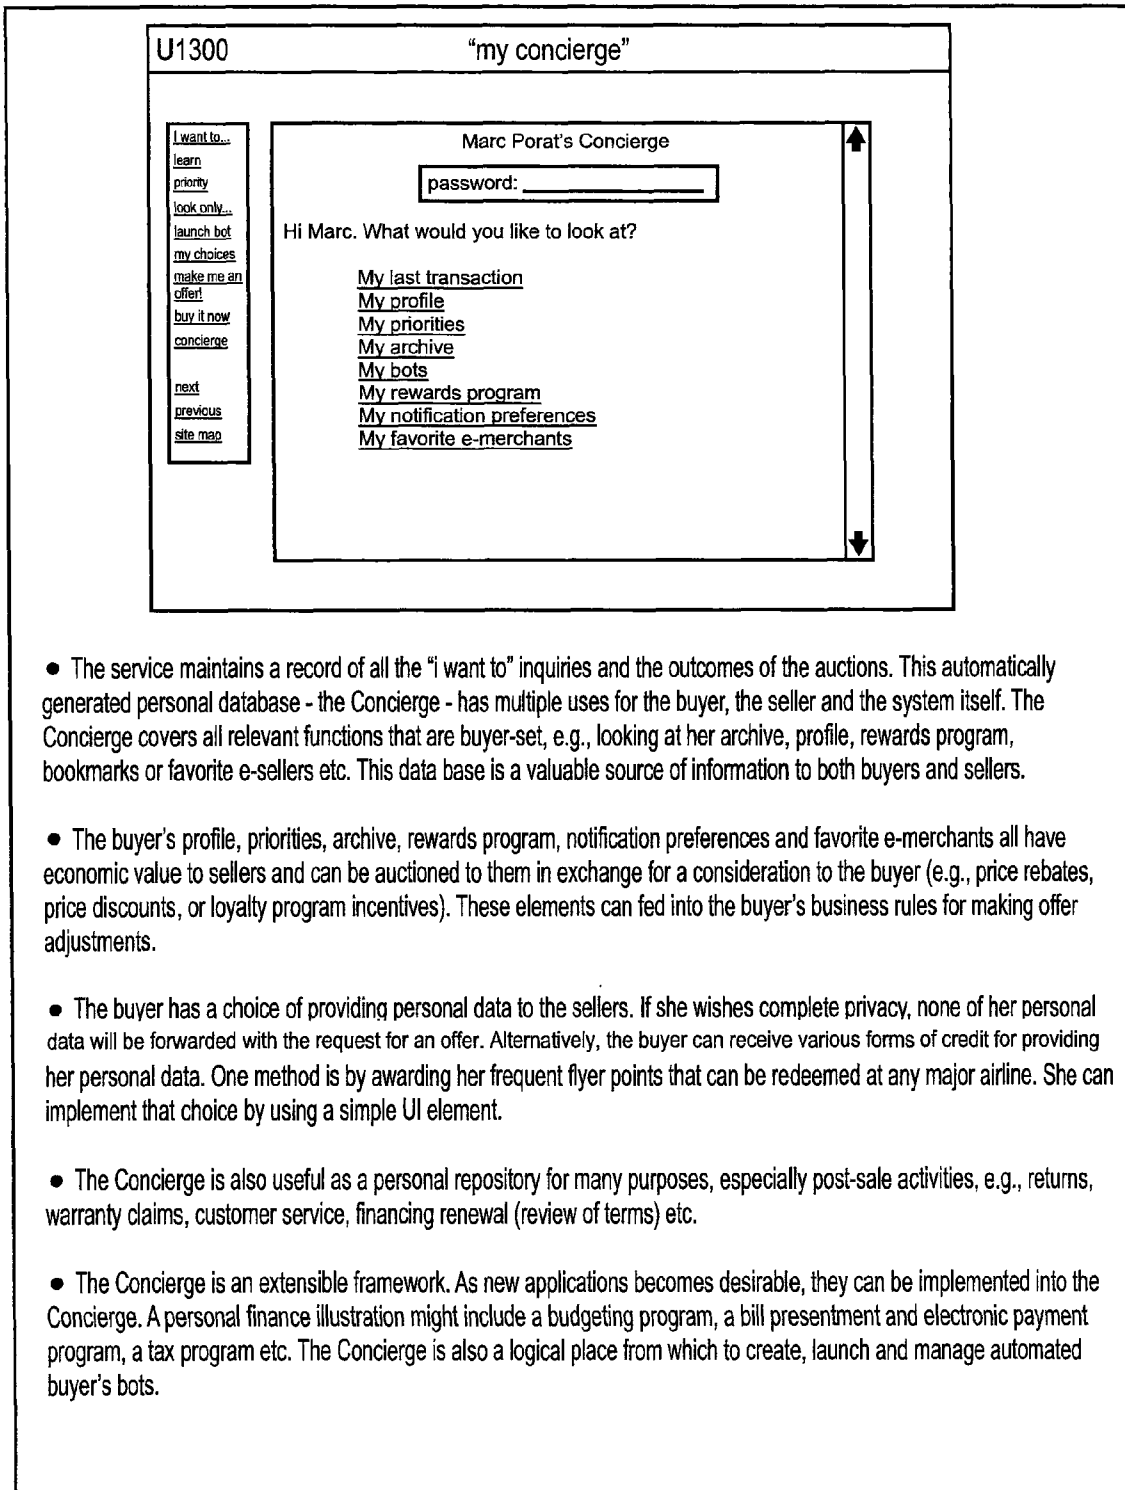 U1300 "my concierge"
I want to...
learn
priority
look only...
launch bot
my choices
make me an
offer!
buy it now
concierge
next
previous
site map
Marc Porat's Concierge
password:
Hi Marc. What would you like to look at?
My last transaction
My profile
My priorities
My archive
My bots
My rewards program
My notification preferences
My favorite e-merchants
• The service maintains a record of all the "i want to" inquiries and the outcomes of the auctions. This automatically
generated personal database - the Concierge - has multiple uses for the buyer, the seller and the system itself. The
Concierge covers all relevant functions that are buyer-set, e.g., looking at her archive, profile, rewards program,
bookmarks or favorite e-sellers etc. This data base is a valuable source of information to both buyers and sellers.
• The buyer's profile, priorities, archive, rewards program, notification preferences and favorite e-merchants all have
economic value to sellers and can be auctioned to them in exchange for a consideration to the buyer (e.g., price rebates,
price discounts, or loyalty program incentives). These elements can fed into the buyer's business rules for making offer
adjustments.
• The buyer has a choice of providing personal data to the sellers. If she wishes complete privacy, none of her personal
data will be forwarded with the request for an offer. Alternatively, the buyer can receive various forms of credit for providing
her personal data. One method is by awarding her frequent flyer points that can be redeemed at any major airline. She can
implement that choice by using a simple UI element.
• The Concierge is also useful as a personal repository for many purposes, especially post-sale activities, e.g., returns,
warranty claims, customer service, financing renewal (review of terms) etc.
• The Concierge is an extensible framework. As new applications becomes desirable, they can be implemented into the
Concierge. A personal finance illustration might include a budgeting program, a bill presentment and electronic payment
program, a tax program etc. The Concierge is also a logical place from which to create, launch and manage automated
buyer's bots.